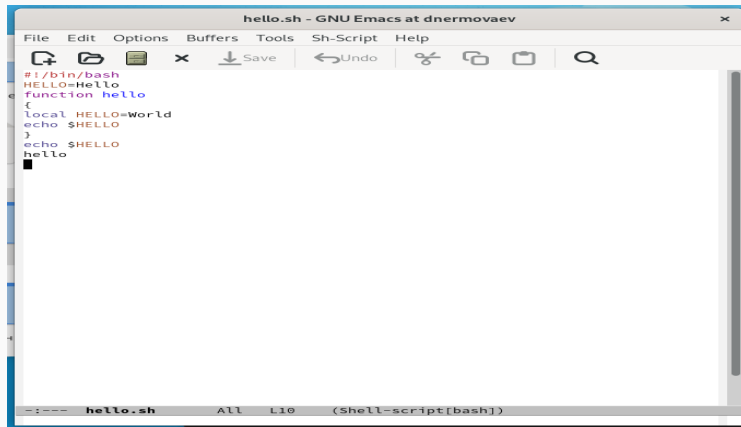 hello.sh - GNU Emacs at dnermovaev
File Edit Options Buffers Tools Sh-Script Help
Save Undo
#!/bin/bash
HELLO=Hello
function hello
{
local HELLO=World
echo $HELLO
}
echo $HELLO
hello
-:--- hello.sh All L10 (Shell-script[bash])